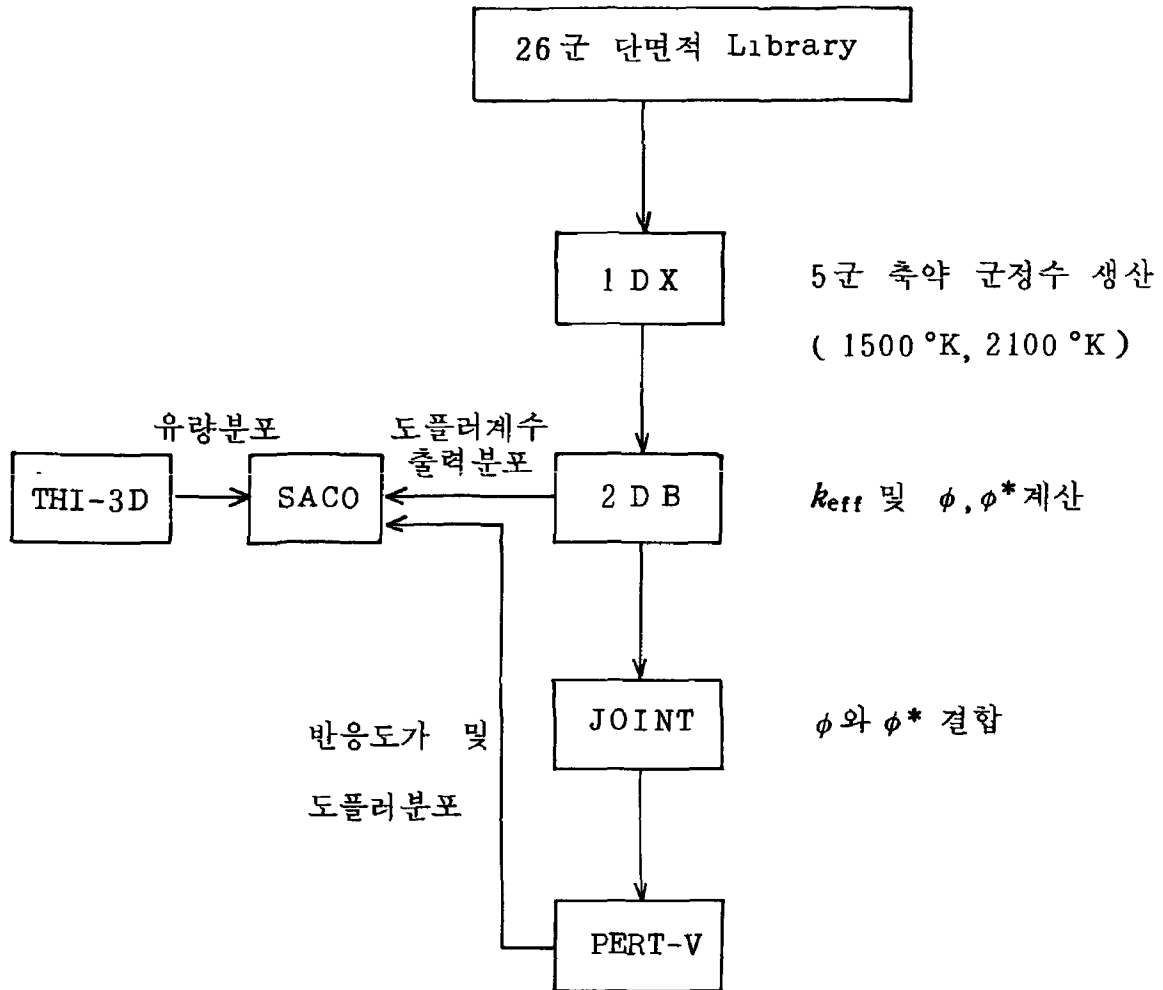 26군 단면적 Library
1DX
5군 축약 군정수 생산
( 1500 °K, 2100 °K )
유량분포
도플러계수
출력분포
THI-3D
SACO
2DB
keff 및 φ, φ* 계산
JOINT
φ와 φ* 결합
반응도가 및
도플러분포
PERT-V